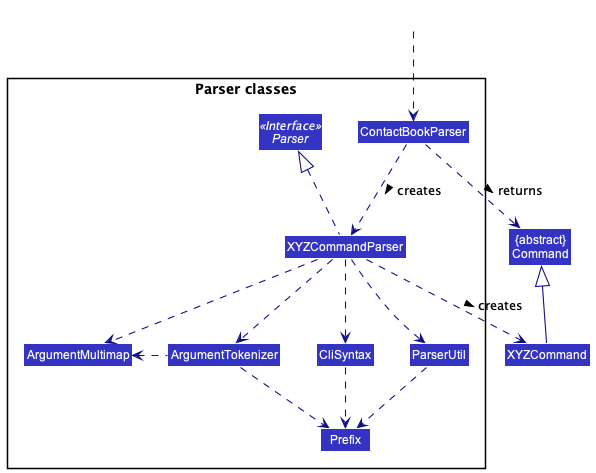 Parser classes
«Interface»
Parser
ContactBookParser
creates
returns
XYZCommandParser
{abstract}
Command
creates
ArgumentMultimap
ArgumentTokenizer
CliSyntax
ParserUtil
XYZCommand
Prefix